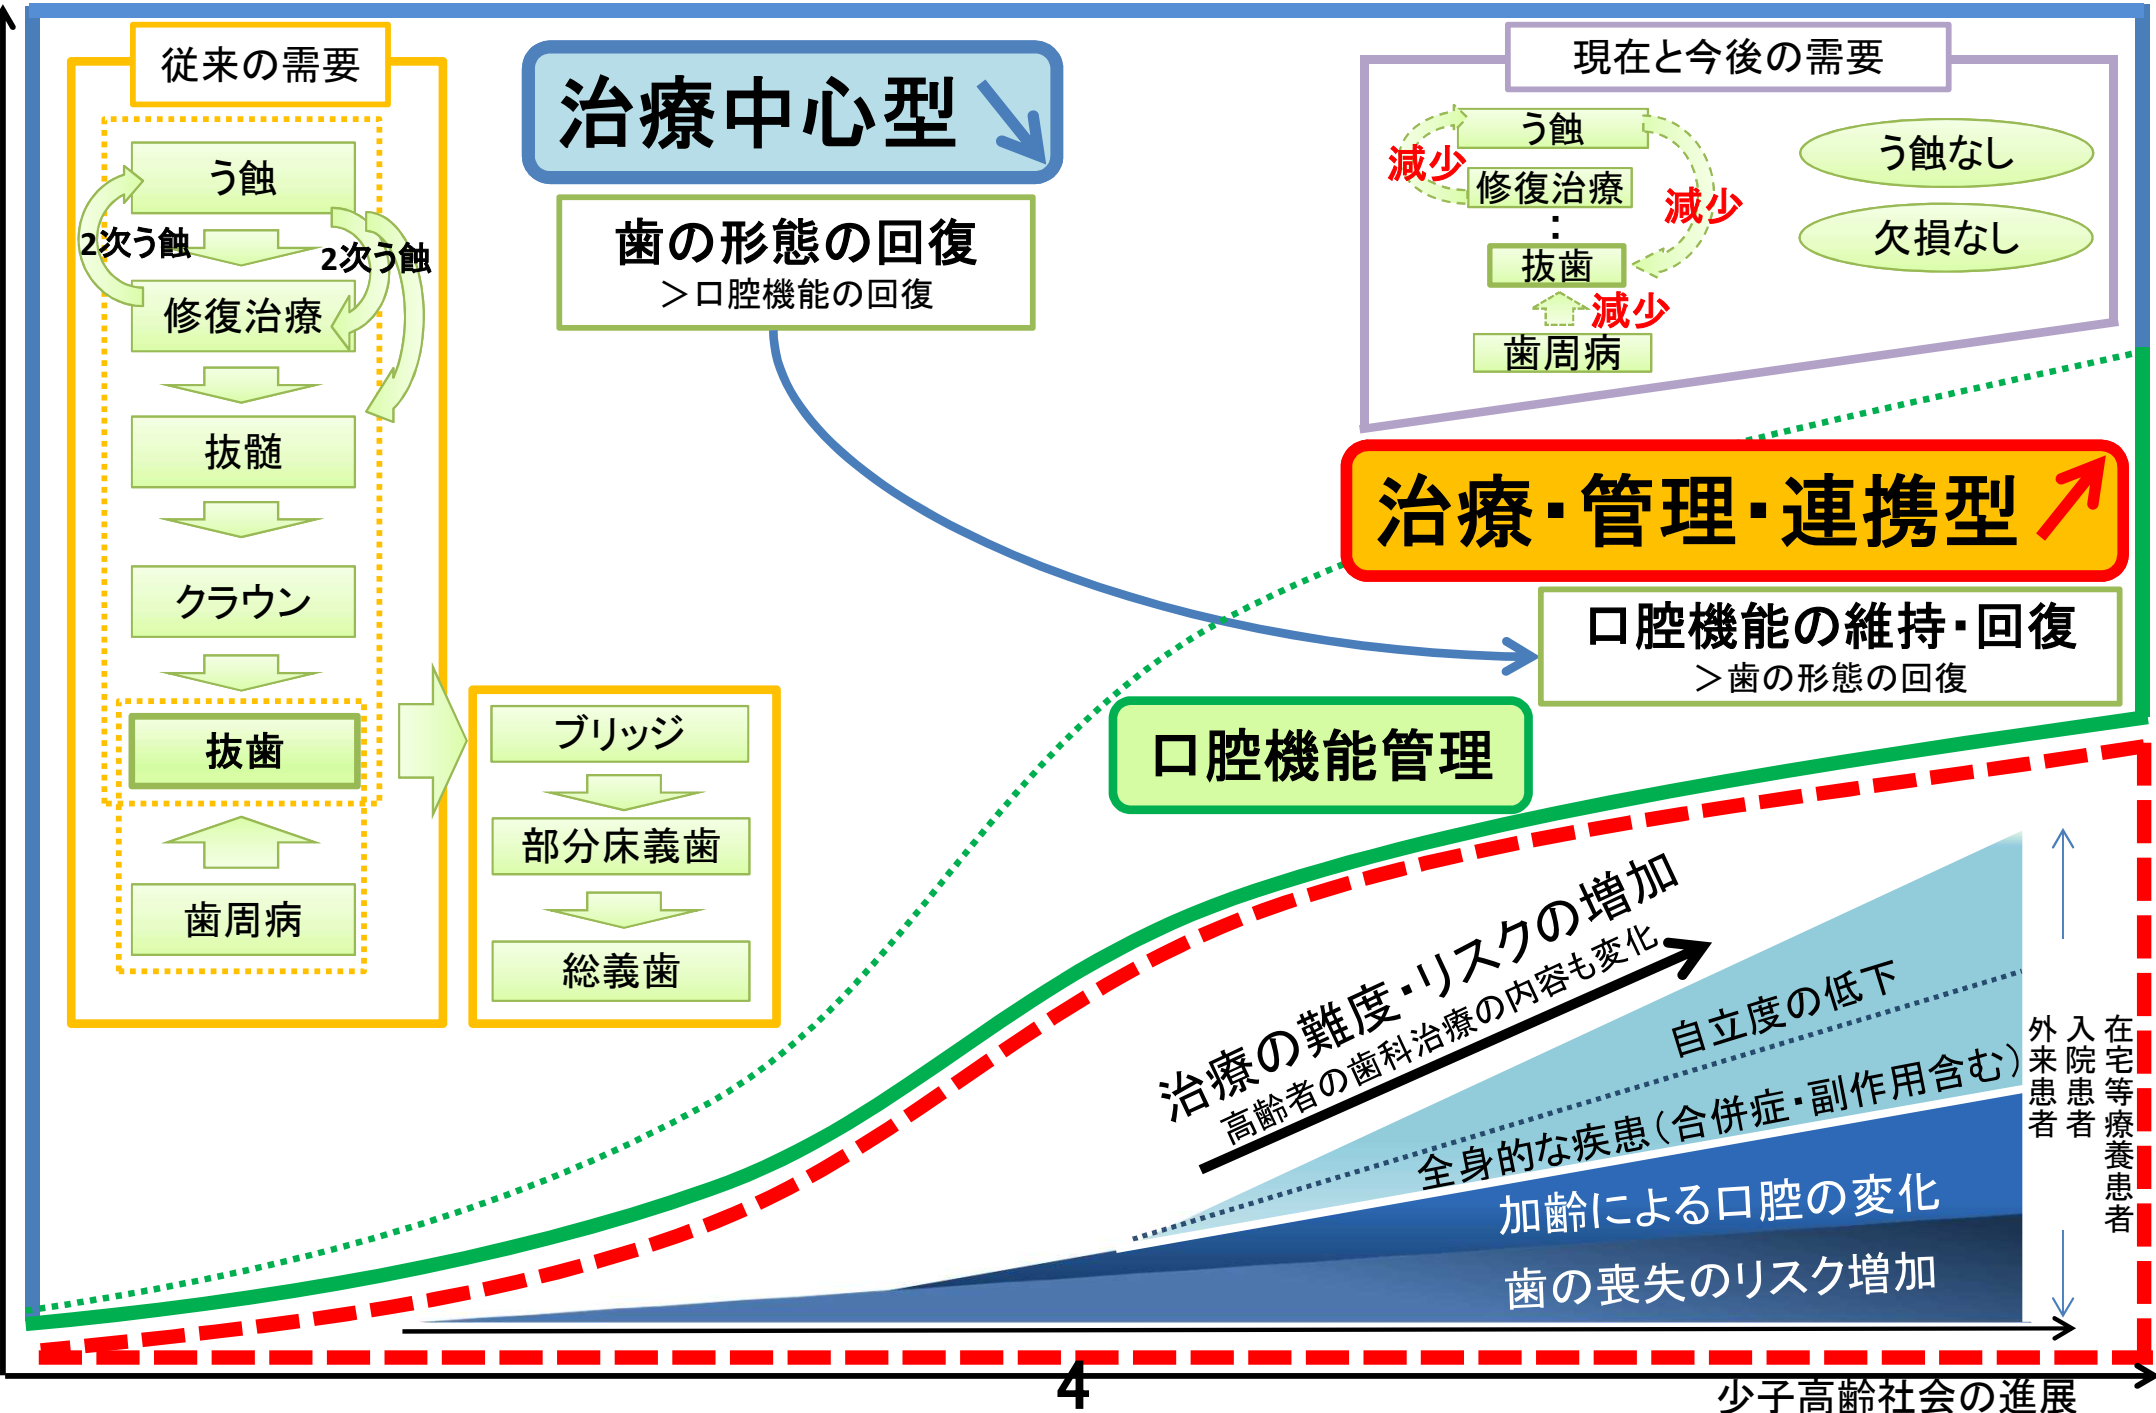 従来の需要
う蝕
2次う蝕
2次う蝕
修復治療
抜髄
クラウン
抜歯
歯周病
ブリッジ
部分床義歯
総義歯
治療中心型
歯の形態の回復
＞口腔機能の回復
現在と今後の需要
う蝕
減少
修復治療
減少
：
抜歯
減少
歯周病
う蝕なし
欠損なし
治療・管理・連携型
口腔機能の維持・回復
＞歯の形態の回復
口腔機能管理
治療の難度・リスクの増加
高齢者の歯科治療の内容も変化
自立度の低下
全身的な疾患（合併症・副作用含む）
加齢による口腔の変化
歯の喪失のリスク増加
在宅等療養患者
入院患者
外来患者
4
少子高齢社会の進展